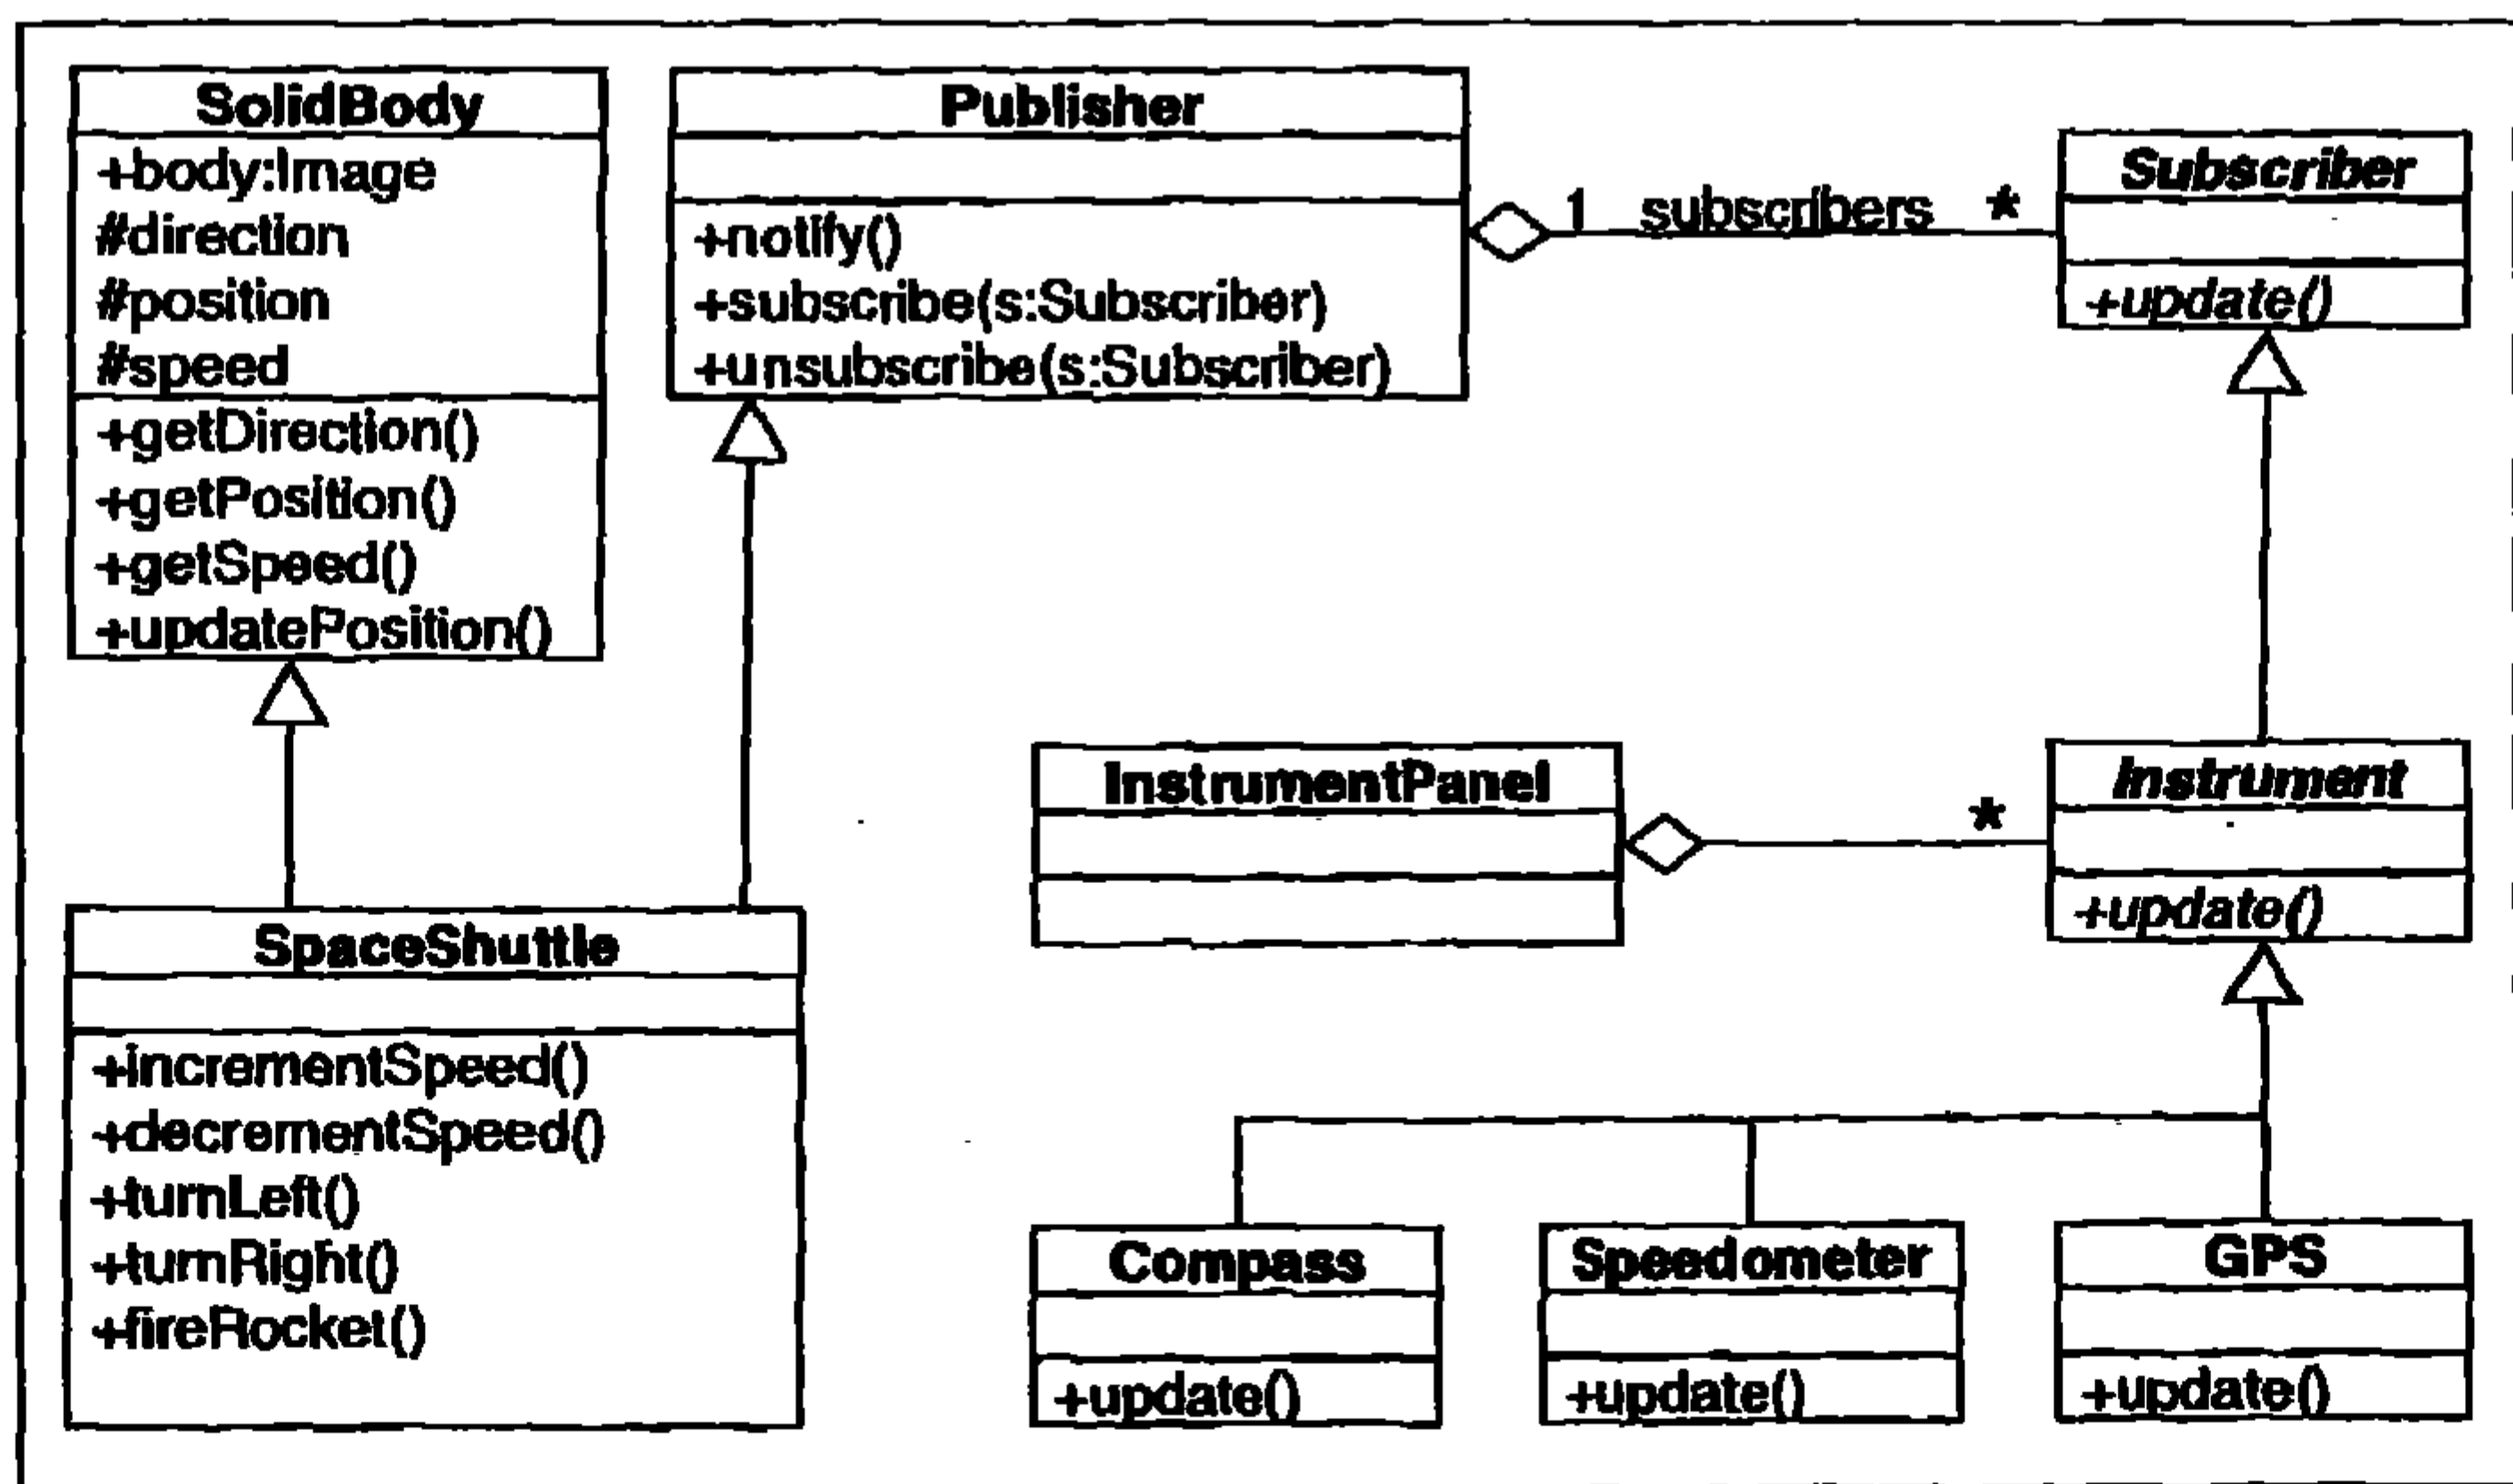 SolidBody
+body:Image
#direction
#position
#speed
+getDirection()
+getPosition()
+getSpeed()
+updatePosition()
Publisher
+notify()
+subscribe(s:Subscriber)
+unsubscribe(s:Subscriber)
1 subscribers *
Subscriber
+update()
InstrumentPanel
*
Instrument
+update()
SpaceShuttle
+incrementSpeed()
+decrementSpeed()
+turnLeft()
+turnRight()
+fireRocket()
Compass
+update()
Speedometer
+update()
GPS
+update()